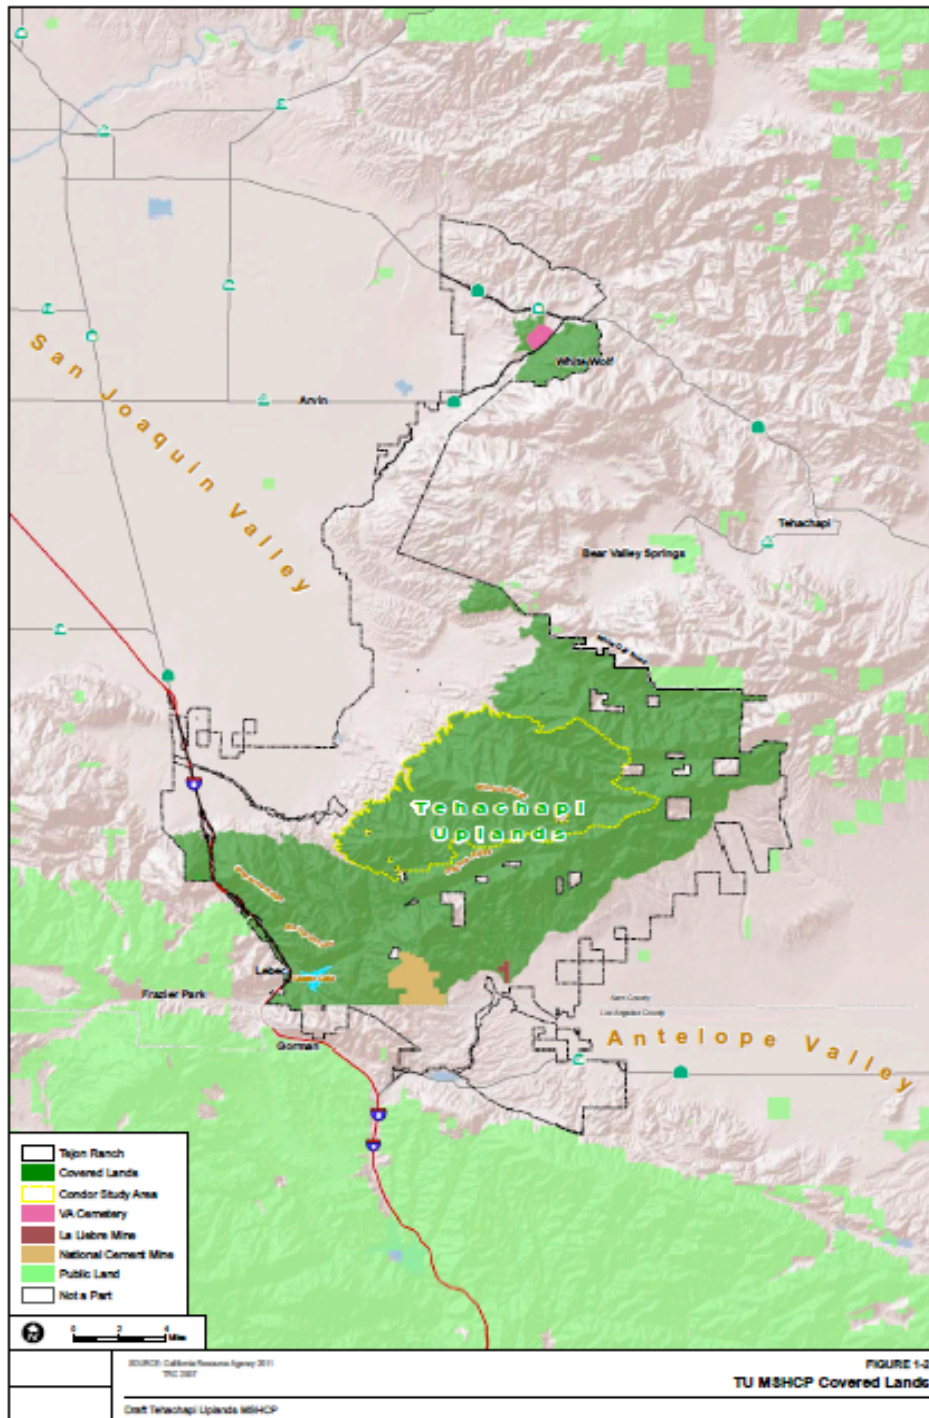 San Joaquin Valley
White Wolf
Arvin
Tehachapi
Bear Valley Springs
Tehachapi
Uplands
Lebec
Frazier Park
Kern County
Los Angeles County
Gorman
Antelope Valley
Tejon Ranch
Covered Lands
Condor Study Area
VA Cemetery
La Liebre Mine
National Cement Mine
Public Land
Not a Part
0 2 4
Miles
SOURCE: California Resource Agency 2011
TRC 2007
FIGURE 1-2
TU MSHCP Covered Lands
Draft Tehachapi Uplands MSHCP